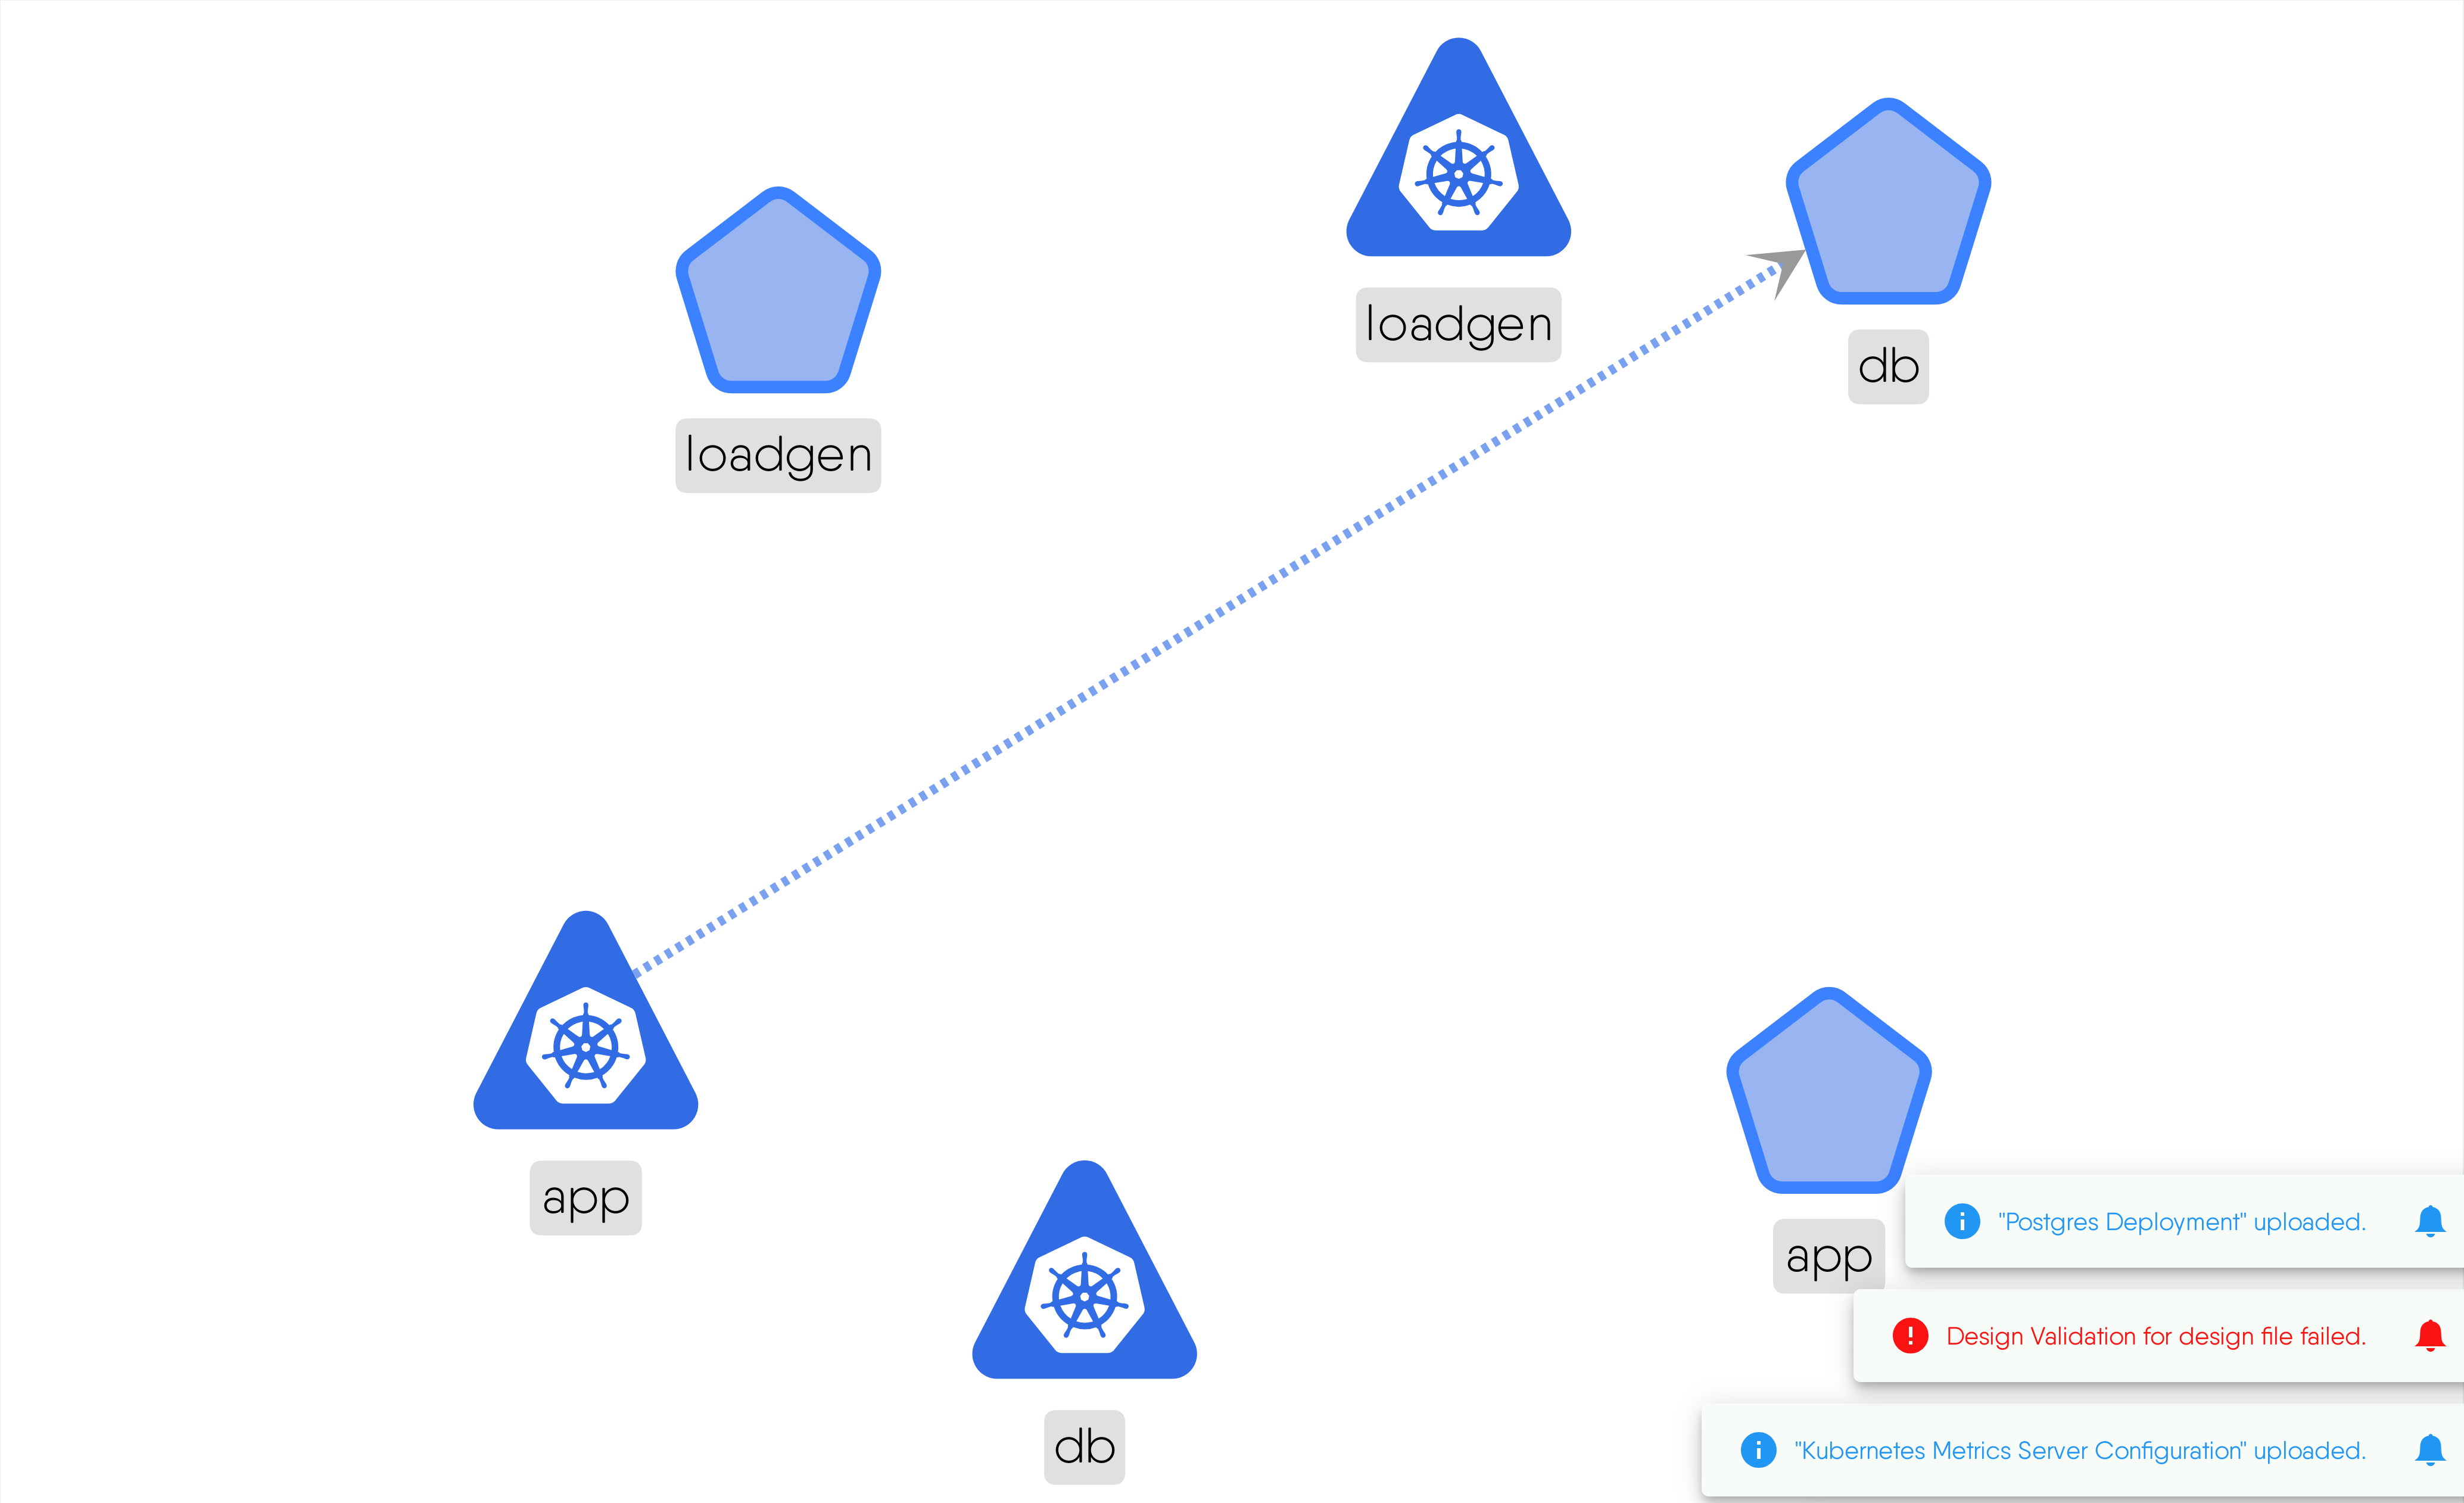 loadgen
db
loadgen
app
app
db
"Postgres Deployment" uploaded.
Design Validation for design file failed.
"Kubernetes Metrics Server Configuration" uploaded.